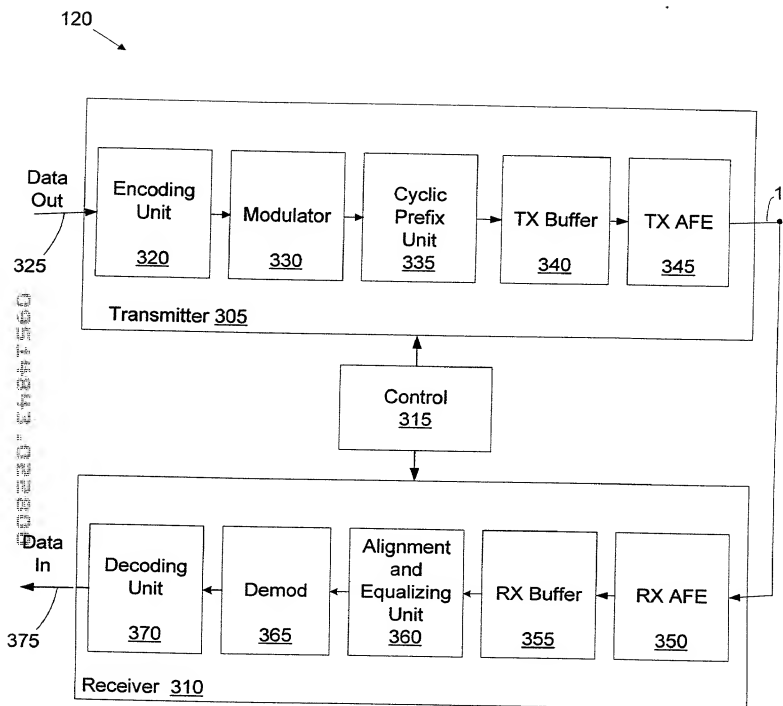 120
Data
Out
325
Encoding
Unit
320
Modulator
330
Cyclic
Prefix
Unit
335
TX Buffer
340
TX AFE
345
1
Transmitter 305
Control
315
Data
In
375
Decoding
Unit
370
Demod
365
Alignment
and
Equalizing
Unit
360
RX Buffer
355
RX AFE
350
Receiver 310